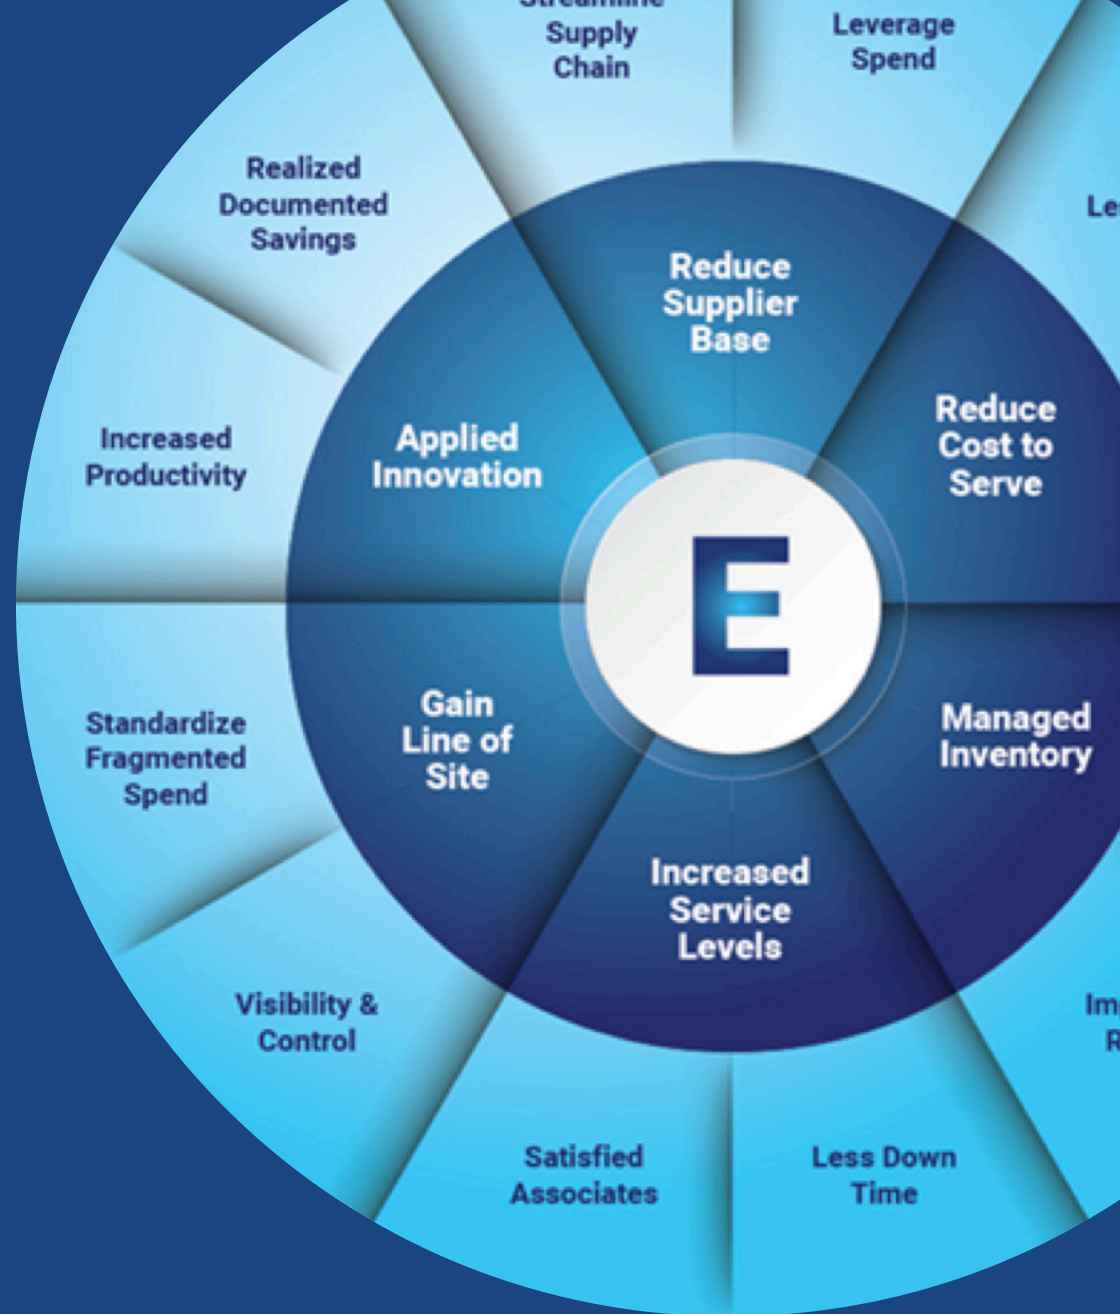 Supply
Chain
Leverage
Spend
Realized
Documented
Savings
Reduce
Supplier
Base
Increased
Productivity
Applied
Innovation
Reduce
Cost to
Serve
E
Standardize
Fragmented
Spend
Gain
Line of
Site
Managed
Inventory
Increased
Service
Levels
Visibility &
Control
Satisfied
Associates
Less Down
Time